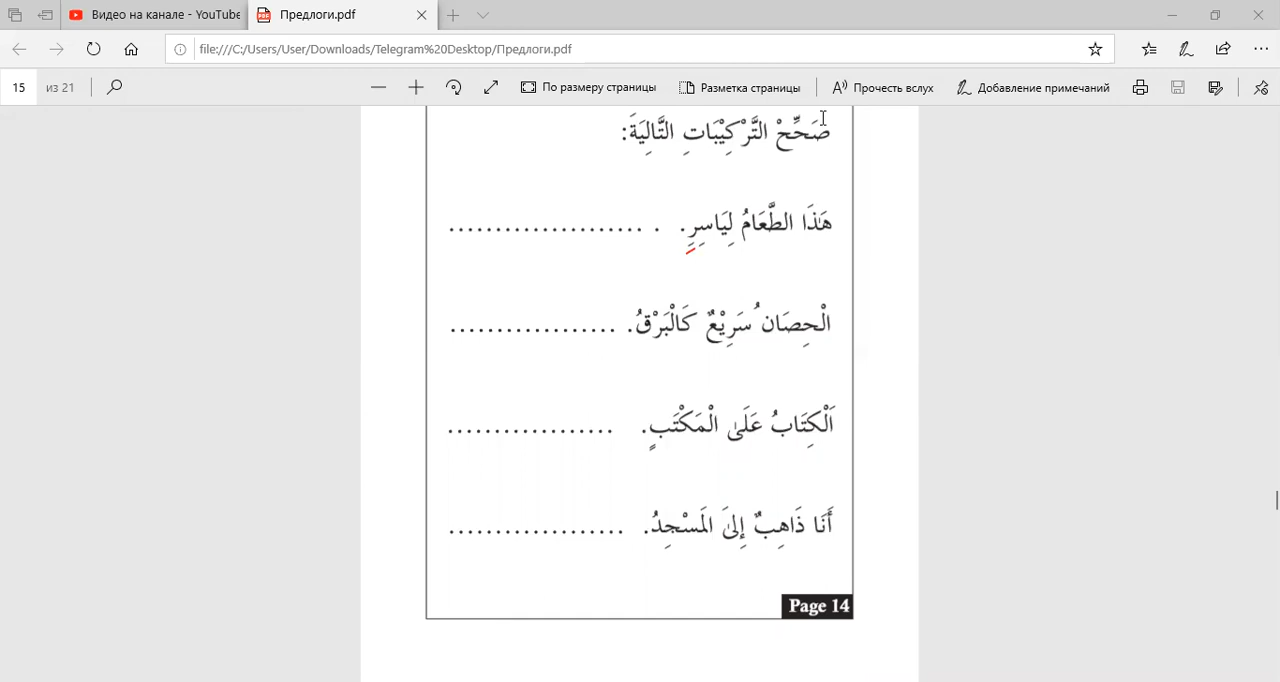 Видео на канале - YouTube
Предлоги.pdf
file:///C:/Users/User/Downloads/Telegram%20Desktop/Предлоги.pdf
15 из 21
По размеру страницы
Разметка страницы
Прочесть вслух
Добавление примечаний
صَحِّحْ التَّرْكِيْبَاتِ التَّالِيَةَ:
هَٰذَا الطَّعَامُ لِيَاسِرِ. . .....................
الْحِصَانُ سَرِيْعٌ كَالْبَرْقُ. ..................
اَلْكِتَابُ عَلَىٰ الْمَكْتَبٍ. ..................
أَنَا ذَاهِبٌ إِلىَ الَمَسْجِدُ. ...................
Page 14